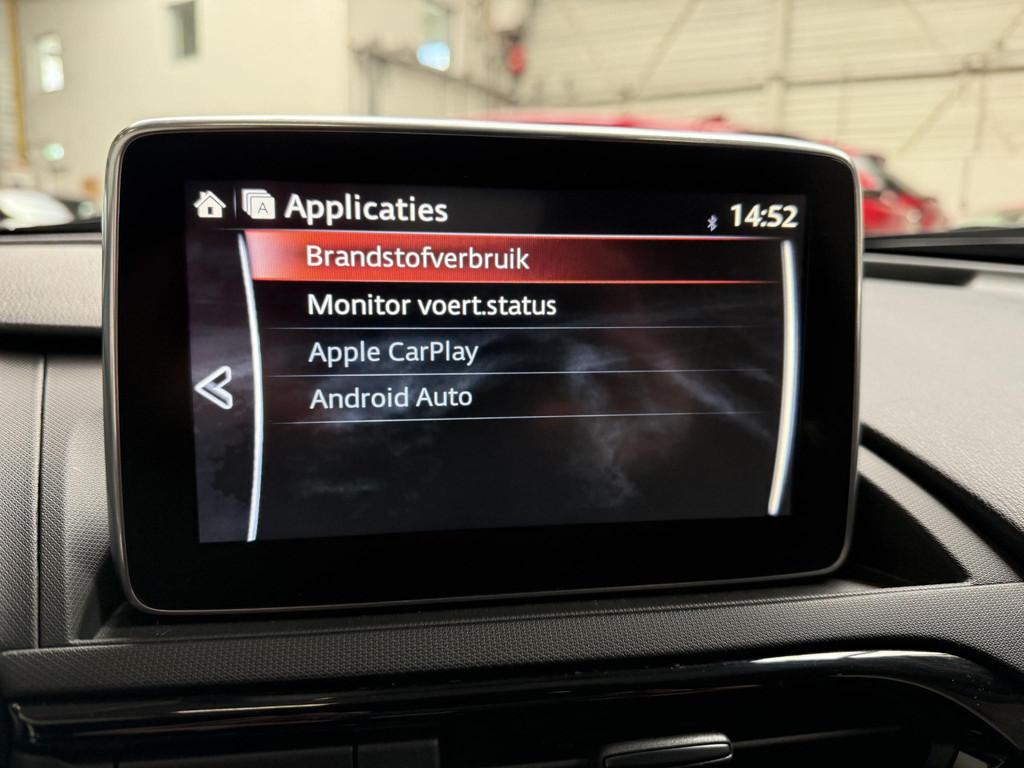 A Applicaties 14:52
Brandstofverbruik
Monitor voert.status
Apple CarPlay
Android Auto